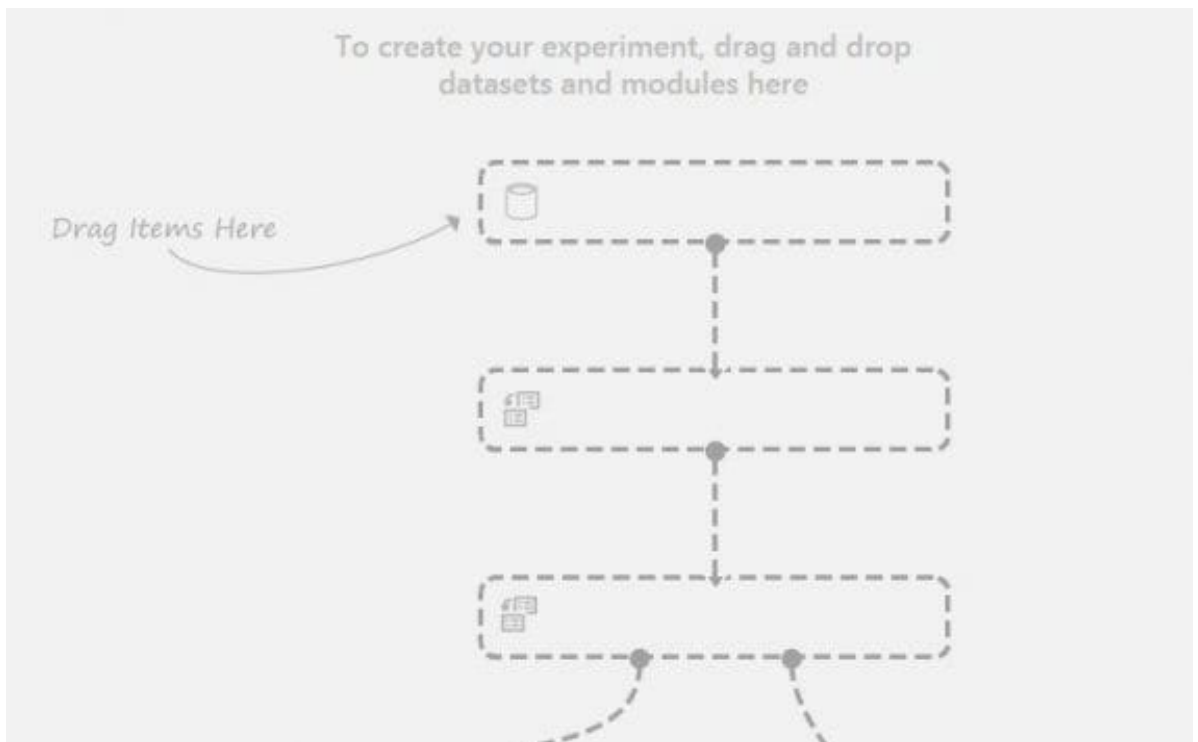 To create your experiment, drag and drop
datasets and modules here
Drag Items Here